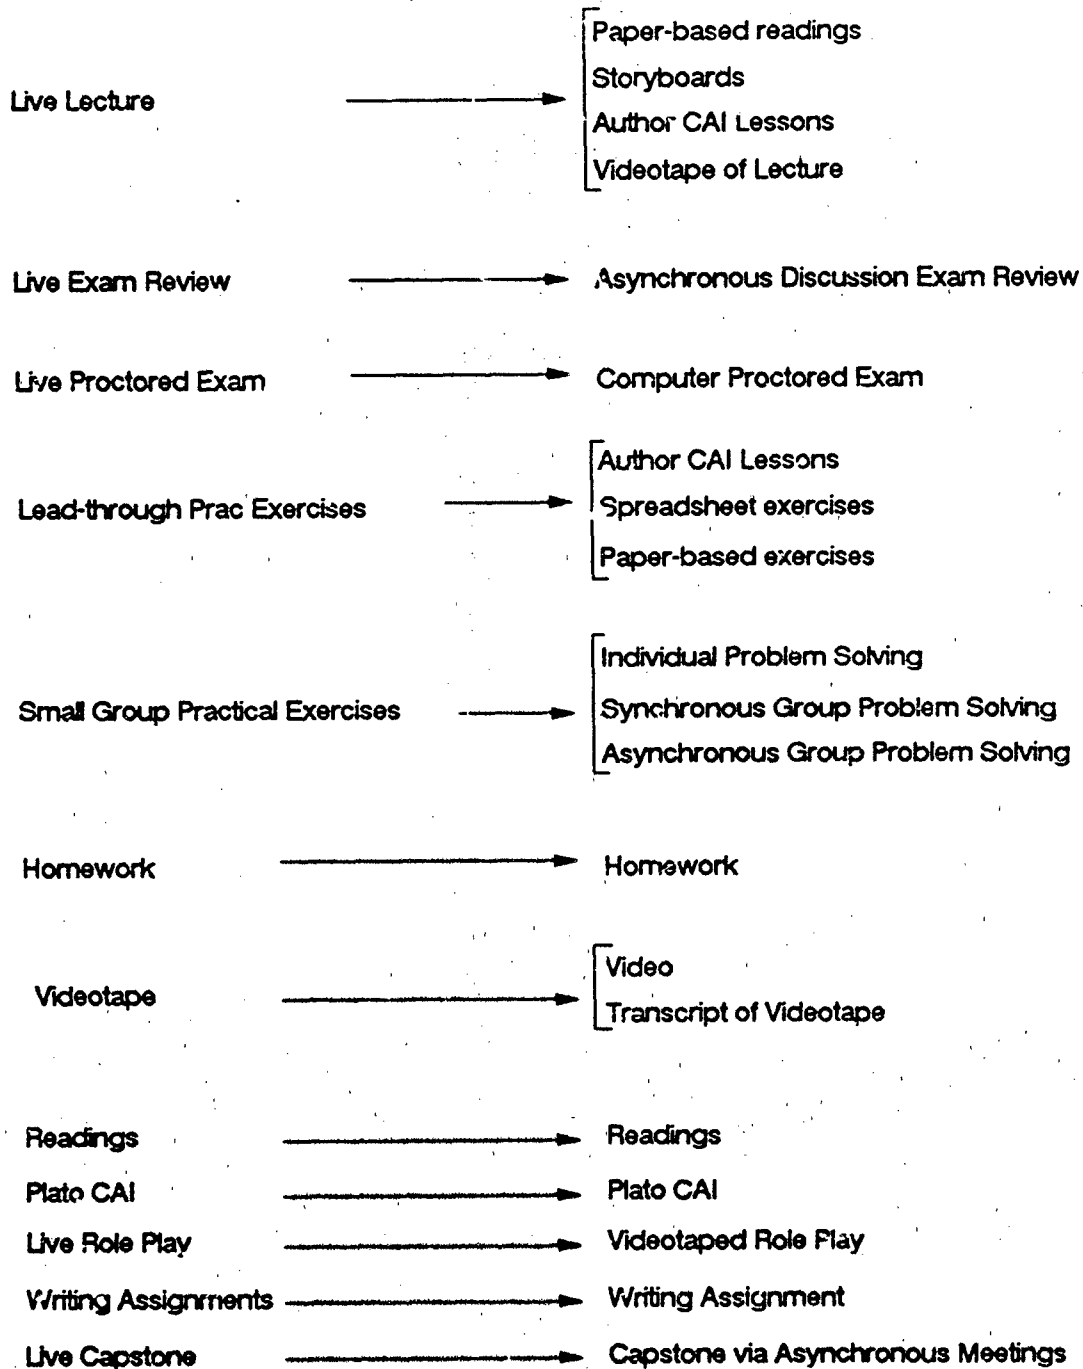 Live Lecture
Paper-based readings
Storyboards
Author CAI Lessons
Videotape of Lecture
Live Exam Review
Asynchronous Discussion Exam Review
Live Proctored Exam
Computer Proctored Exam
Lead-through Prac Exercises
Author CAI Lessons
Spreadsheet exercises
Paper-based exercises
Small Group Practical Exercises
Individual Problem Solving
Synchronous Group Problem Solving
Asynchronous Group Problem Solving
Homework
Homework
Videotape
Video
Transcript of Videotape
Readings
Readings
Plato CAI
Plato CAI
Live Role Play
Videotaped Role Play
Writing Assignments
Writing Assignment
Live Capstone
Capstone via Asynchronous Meetings